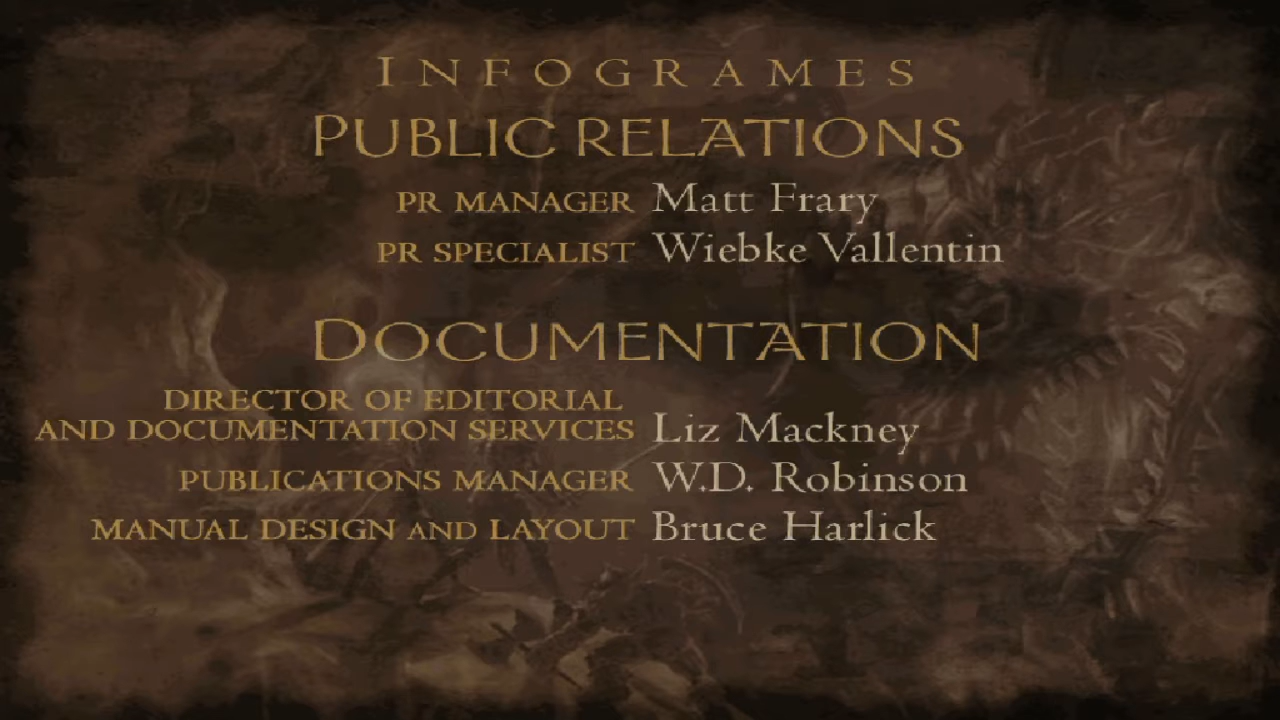 INFOGRAMES
PUBLIC RELATIONS
PR MANAGER Matt Frary
PR SPECIALIST Wiebke Vallentin
DOCUMENTATION
DIRECTOR OF EDITORIAL
AND DOCUMENTATION SERVICES Liz Mackney
PUBLICATIONS MANAGER W.D. Robinson
MANUAL DESIGN AND LAYOUT Bruce Harlick